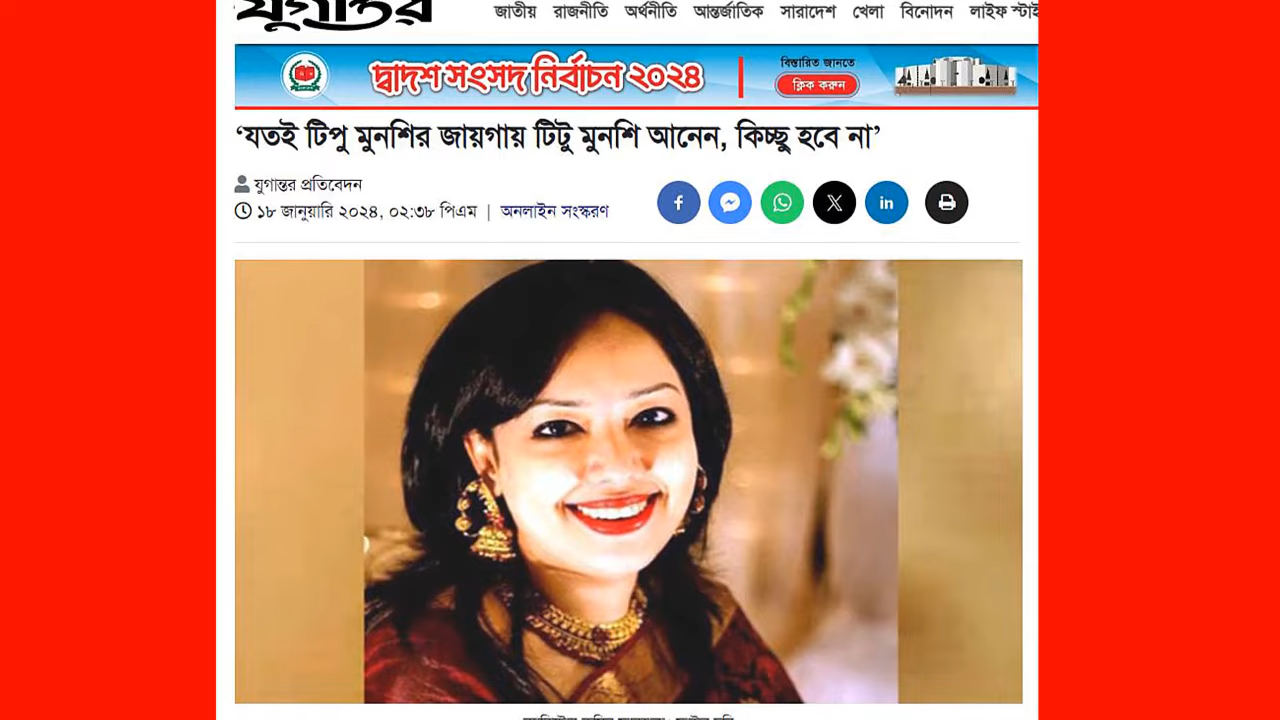 যুগান্তর
জাতীয় রাজনীতি অর্থনীতি আন্তর্জাতিক সারাদেশ খেলা বিনোদন লাইফ স্টাই
দ্বাদশ সংসদ নির্বাচন ২০২৪
বিস্তারিত জানতে
ক্লিক করুন
‘যতই টিপু মুনশির জায়গায় টিটু মুনশি আনেন, কিচ্ছু হবে না’
যুগান্তর প্রতিবেদন
১৮ জানুয়ারি ২০২৪, ০২:৩৮ পিএম | অনলাইন সংস্করণ